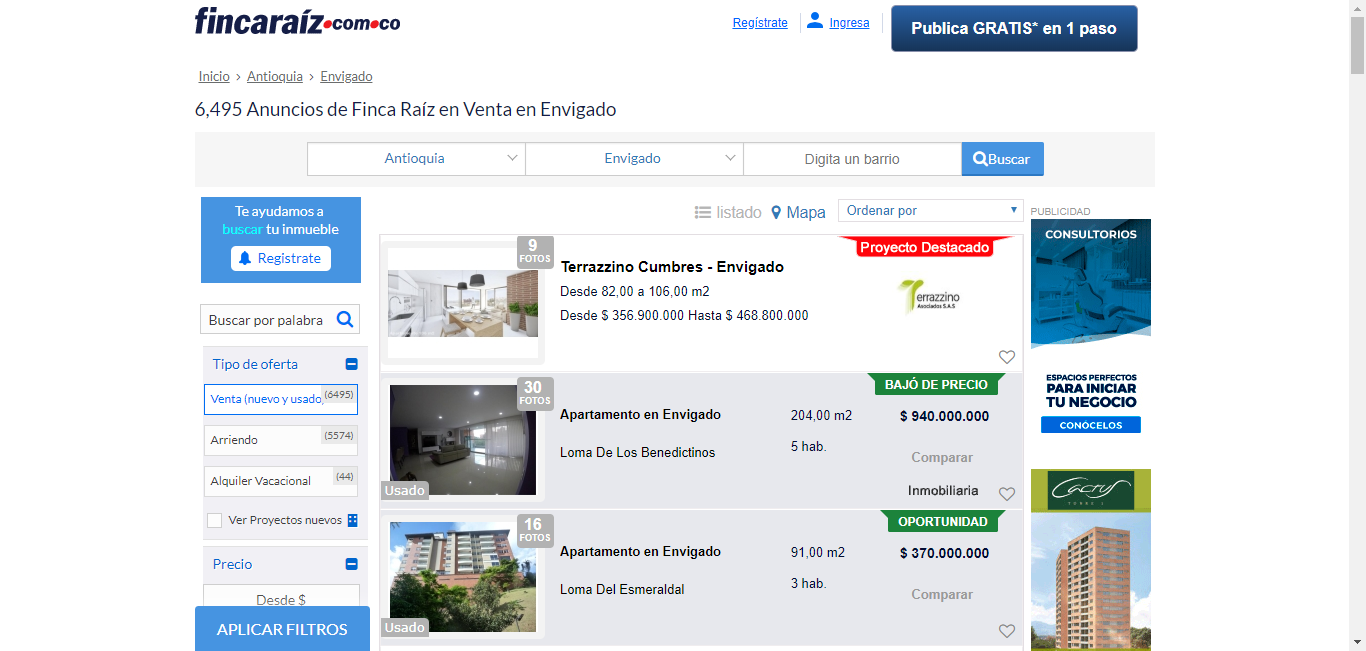 fincaraíz.com.co
Regístrate
Ingresa
Publica GRATIS* en 1 paso
Inicio > Antioquia > Envigado
6,495 Anuncios de Finca Raíz en Venta en Envigado
Antioquia
Envigado
Digita un barrio
Buscar
Te ayudamos a
buscar tu inmueble
Registrate
Buscar por palabra
Tipo de oferta
Venta (nuevo y usado) (6495)
Arriendo (5574)
Alquiler Vacacional (44)
Ver Proyectos nuevos
Precio
Desde $
APLICAR FILTROS
listado
Mapa
Ordenar por
9
FOTOS
Terrazzino Cumbres - Envigado
Desde 82,00 a 106,00 m2
Desde $ 356.900.000 Hasta $ 468.800.000
Proyecto Destacado
Terrazzino
Asociados S.A.S
30
FOTOS
Usado
Apartamento en Envigado
Loma De Los Benedictinos
204,00 m2
5 hab.
BAJÓ DE PRECIO
$ 940.000.000
Comparar
Inmobiliaria
16
FOTOS
Usado
Apartamento en Envigado
Loma Del Esmeraldal
91,00 m2
3 hab.
OPORTUNIDAD
$ 370.000.000
Comparar
PUBLICIDAD
CONSULTORIOS
ESPACIOS PERFECTOS
PARA INICIAR
TU NEGOCIO
CONÓCELOS
Cactus